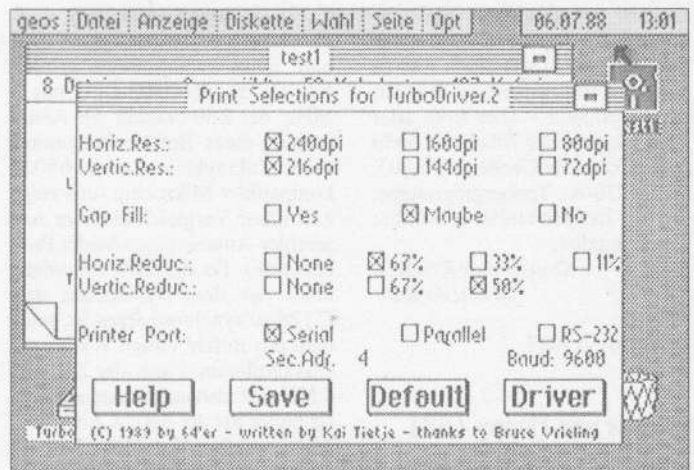 geos Datei Anzeige Diskette Wahl Seite Opt 06.07.88 13:01
test1
8
Print Selections for TurboDriver.2
Horiz.Res.: 240dpi 160dpi 80dpi
Vertic.Res.: 216dpi 144dpi 72dpi
Gap Fill: Yes Maybe No
Horiz.Reduc.: None 67% 33% 11%
Vertic.Reduc.: None 67% 50%
Printer Port: Serial Parallel RS-232
Sec.Adr. 4 Baud: 9600
Help Save Default Driver
Turbo (C) 1989 by 64'er - written by Kai Tietje - thanks to Bruce Vrieling